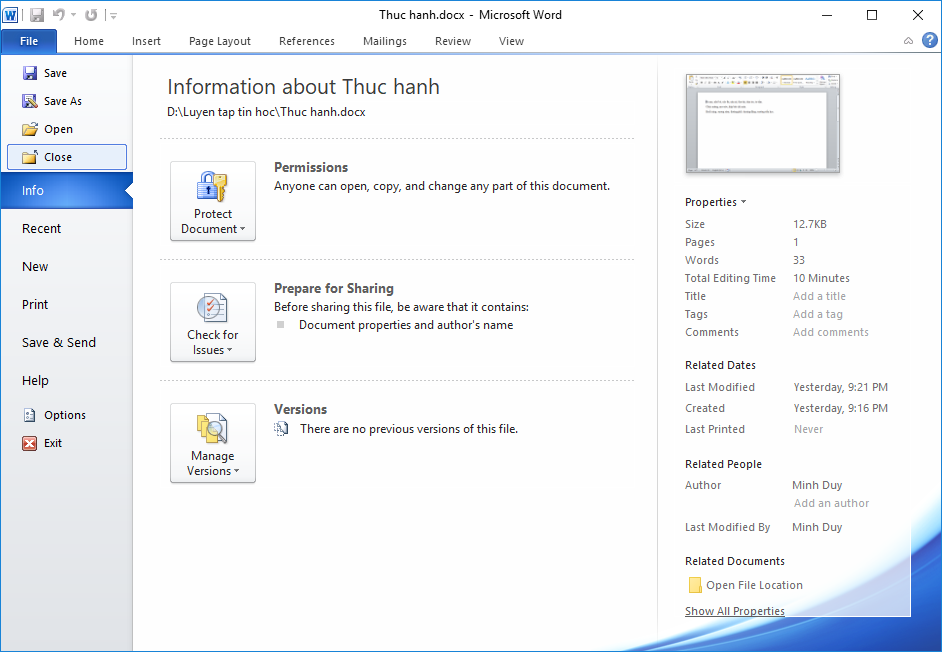 Thuc hanh.docx - Microsoft Word
File Home Insert Page Layout References Mailings Review View
Save
Save As
Open
Close
Info
Recent
New
Print
Save & Send
Help
Options
Exit
Information about Thuc hanh
D:\Luyen tap tin hoc\Thuc hanh.docx
Protect
Document
Permissions
Anyone can open, copy, and change any part of this document.
Check for
Issues
Prepare for Sharing
Before sharing this file, be aware that it contains:
Document properties and author's name
Manage
Versions
Versions
There are no previous versions of this file.
Properties
Size 12.7KB
Pages 1
Words 33
Total Editing Time 10 Minutes
Title Add a title
Tags Add a tag
Comments Add comments
Related Dates
Last Modified Yesterday, 9:21 PM
Created Yesterday, 9:16 PM
Last Printed Never
Related People
Author Minh Duy
Add an author
Last Modified By Minh Duy
Related Documents
Open File Location
Show All Properties